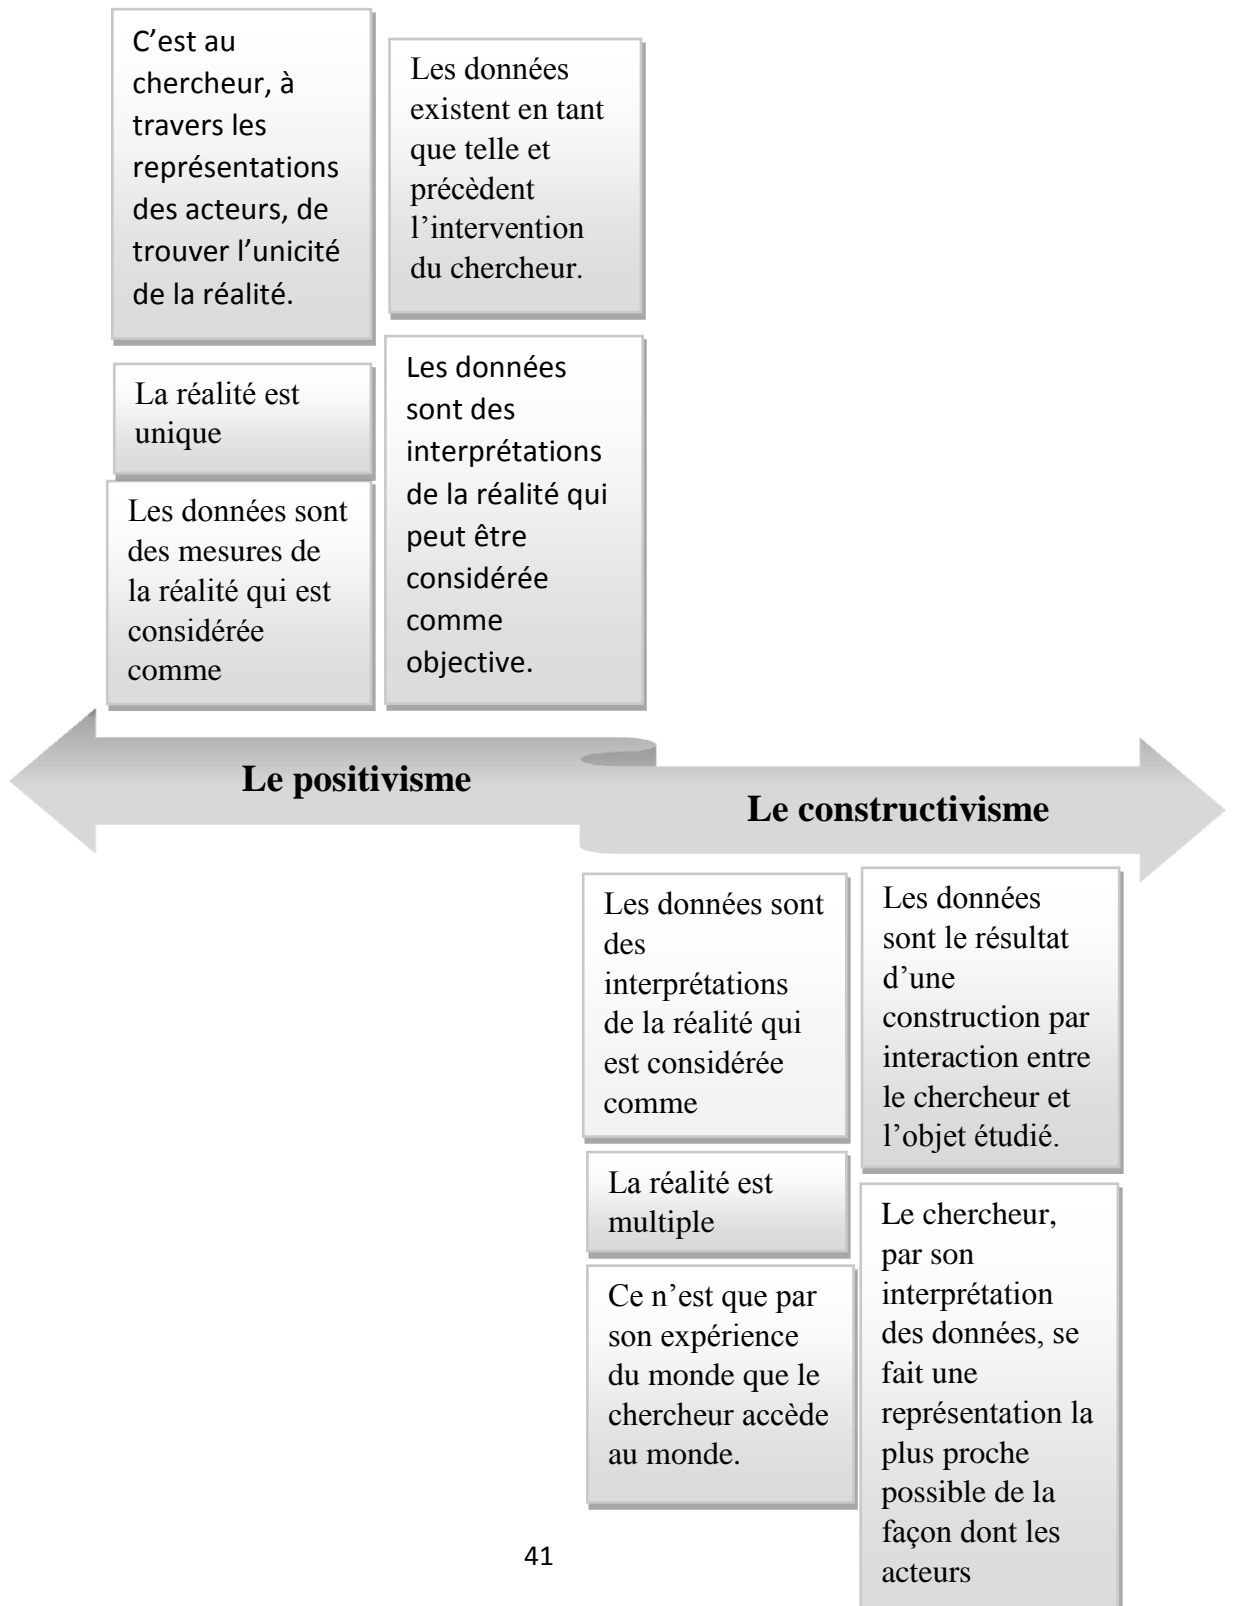 C'est au
chercheur, à
travers les
représentations
des acteurs, de
trouver l'unicité
de la réalité.
Les données
existent en tant
que telle et
précèdent
l'intervention
du chercheur.
La réalité est
unique
Les données
sont des
interprétations
de la réalité qui
peut être
considérée
comme
objective.
Les données sont
des mesures de
la réalité qui est
considérée
comme
Le positivisme
Le constructivisme
Les données sont
des
interprétations
de la réalité qui
est considérée
comme
Les données
sont le résultat
d'une
construction par
interaction entre
le chercheur et
l'objet étudié.
La réalité est
multiple
Le chercheur,
par son
interprétation
des données, se
fait une
représentation la
plus proche
possible de la
façon dont les
acteurs
Ce n'est que par
son expérience
du monde que le
chercheur accède
au monde.
41